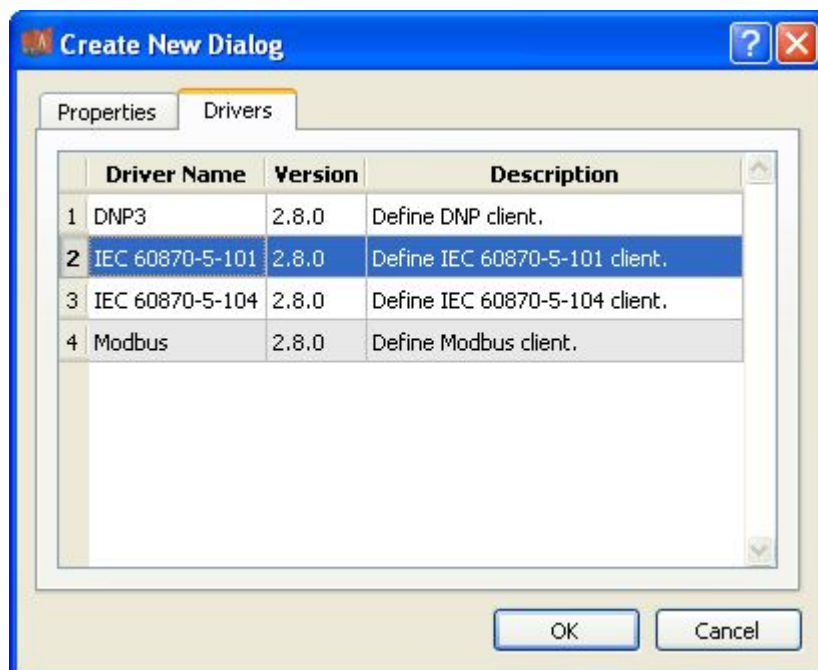 Create New Dialog
Properties Drivers
Driver Name Version Description
1 DNP3 2.8.0 Define DNP client.
2 IEC 60870-5-101 2.8.0 Define IEC 60870-5-101 client.
3 IEC 60870-5-104 2.8.0 Define IEC 60870-5-104 client.
4 Modbus 2.8.0 Define Modbus client.
OK Cancel